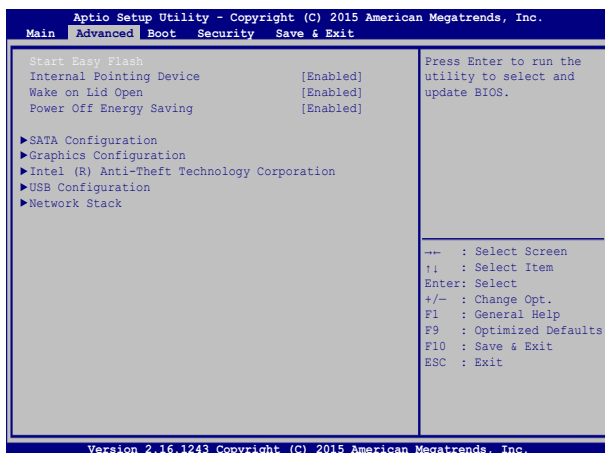 Aptio Setup Utility - Copyright (C) 2015 American Megatrends, Inc.
Main Advanced Boot Security Save & Exit
Start Easy Flash
Internal Pointing Device [Enabled]
Wake on Lid Open [Enabled]
Power Off Energy Saving [Enabled]
▶SATA Configuration
▶Graphics Configuration
▶Intel (R) Anti-Theft Technology Corporation
▶USB Configuration
▶Network Stack
Press Enter to run the
utility to select and
update BIOS.
→← : Select Screen
↑↓ : Select Item
Enter: Select
+/— : Change Opt.
F1 : General Help
F9 : Optimized Defaults
F10 : Save & Exit
ESC : Exit
Version 2.16.1243 Copyright (C) 2015 American Megatrends, Inc.